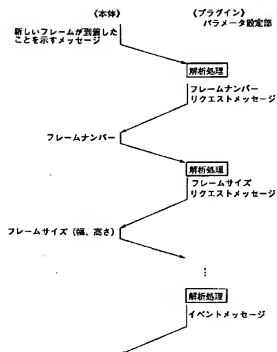 《本体》
《プラグイン》
パラメータ設定部
新しいフレームが到着した
ことを示すメッセージ
解析処理
フレームナンバー
リクエストメッセージ
フレームナンバー
解析処理
フレームサイズ
リクエストメッセージ
フレームサイズ（幅、高さ）
⋮
解析処理
イベントメッセージ